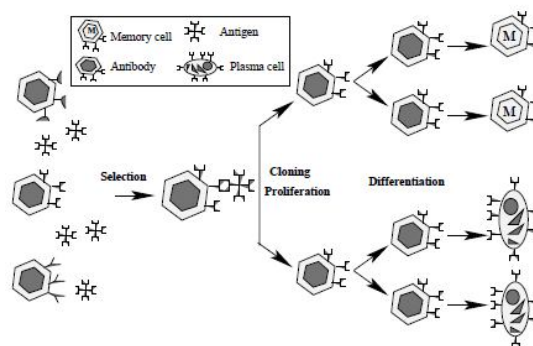 M Memory cell
Antigen
Antibody
Plasma cell
M
M
Selection
Cloning
Proliferation
Differentiation